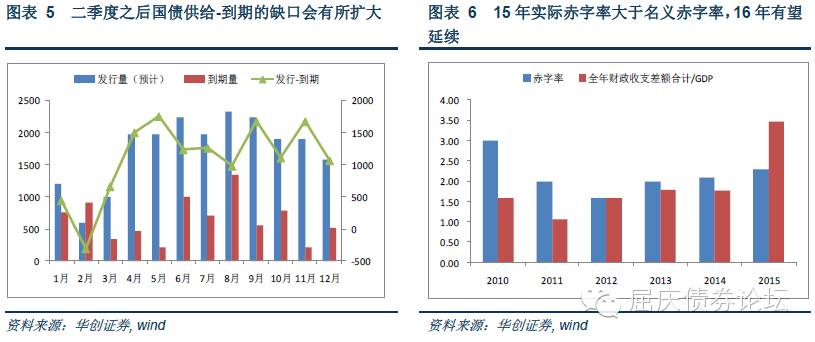 图表 5 二季度之后国债供给-到期的缺口会有所扩大
发行量（预计） 到期量 发行-到期
2500
2000
1500
1000
500
0
2000
1500
1000
500
0
-500
1月 2月 3月 4月 5月 6月 7月 8月 9月 10月 11月 12月
资料来源：华创证券, wind
图表 6 15 年实际赤字率大于名义赤字率，16 年有望
延续
赤字率 全年财政收支差额合计/GDP
4.00
3.50
3.00
2.50
2.00
1.50
1.00
0.50
0.00
2010 2011 2012 2013 2014 2015
资料来源：华创证券, wind
屈庆债券论坛